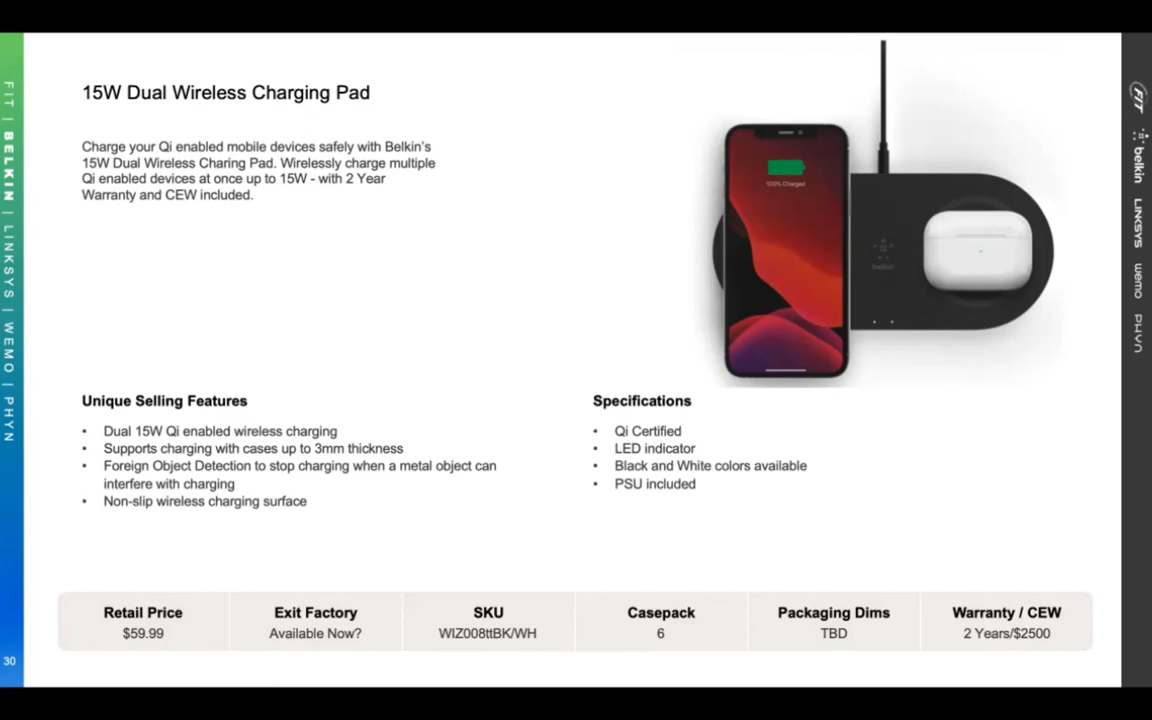 15W Dual Wireless Charging Pad
Charge your Qi enabled mobile devices safely with Belkin's
15W Dual Wireless Charing Pad. Wirelessly charge multiple
Qi enabled devices at once up to 15W - with 2 Year
Warranty and CEW included.
100% Charged
belkin
Unique Selling Features
• Dual 15W Qi enabled wireless charging
• Supports charging with cases up to 3mm thickness
• Foreign Object Detection to stop charging when a metal object can
interfere with charging
• Non-slip wireless charging surface
Specifications
• Qi Certified
• LED indicator
• Black and White colors available
• PSU included
Retail Price
$59.99
Exit Factory
Available Now?
SKU
WIZ008ttBK/WH
Casepack
6
Packaging Dims
TBD
Warranty / CEW
2 Years/$2500
FIT | BELKIN | LINKSYS | WEMO | PHYN
30
FIT
belkin
LINKSYS
wemo
PHYN